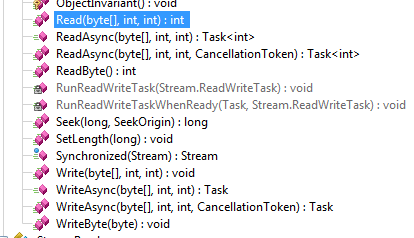 ObjectInvariant() : void
Read(byte[], int, int) : int
ReadAsync(byte[], int, int) : Task<int>
ReadAsync(byte[], int, int, CancellationToken) : Task<int>
ReadByte() : int
RunReadWriteTask(Stream.ReadWriteTask) : void
RunReadWriteTaskWhenReady(Task, Stream.ReadWriteTask) : void
Seek(long, SeekOrigin) : long
SetLength(long) : void
Synchronized(Stream) : Stream
Write(byte[], int, int) : void
WriteAsync(byte[], int, int) : Task
WriteAsync(byte[], int, int, CancellationToken) : Task
WriteByte(byte) : void